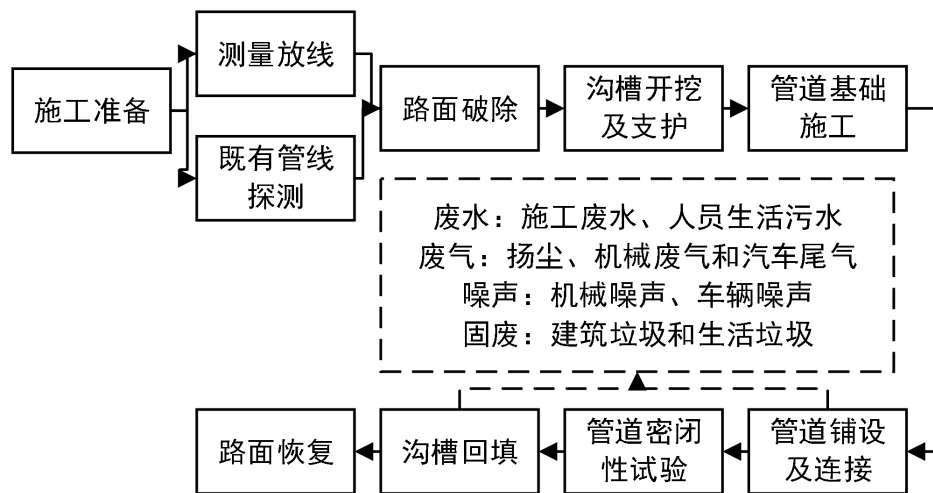 施工准备
测量放线
既有管线
探测
路面破除
沟槽开挖
及支护
管道基础
施工
废水：施工废水、人员生活污水
废气：扬尘、机械废气和汽车尾气
噪声：机械噪声、车辆噪声
固废：建筑垃圾和生活垃圾
路面恢复
沟槽回填
管道密闭
性试验
管道铺设
及连接